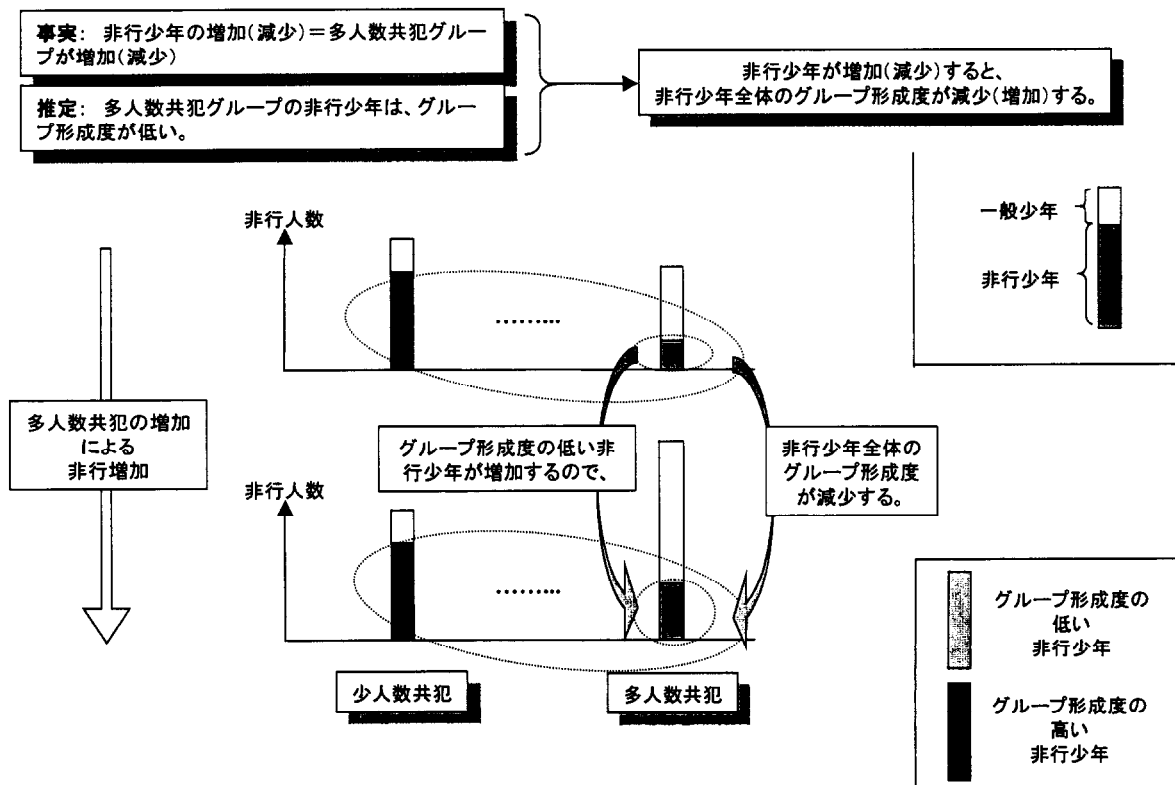 事実： 非行少年の増加(減少)＝多人数共犯グルー
プが増加(減少)
推定： 多人数共犯グループの非行少年は、グルー
プ形成度が低い。
非行少年が増加(減少)すると、
非行少年全体のグループ形成度が減少(増加)する。
一般少年
非行少年
非行人数
………
多人数共犯の増加
による
非行増加
グループ形成度の低い非
行少年が増加するので、
非行少年全体の
グループ形成度
が減少する。
非行人数
………
少人数共犯
多人数共犯
グループ形成度の
低い
非行少年
グループ形成度の
高い
非行少年